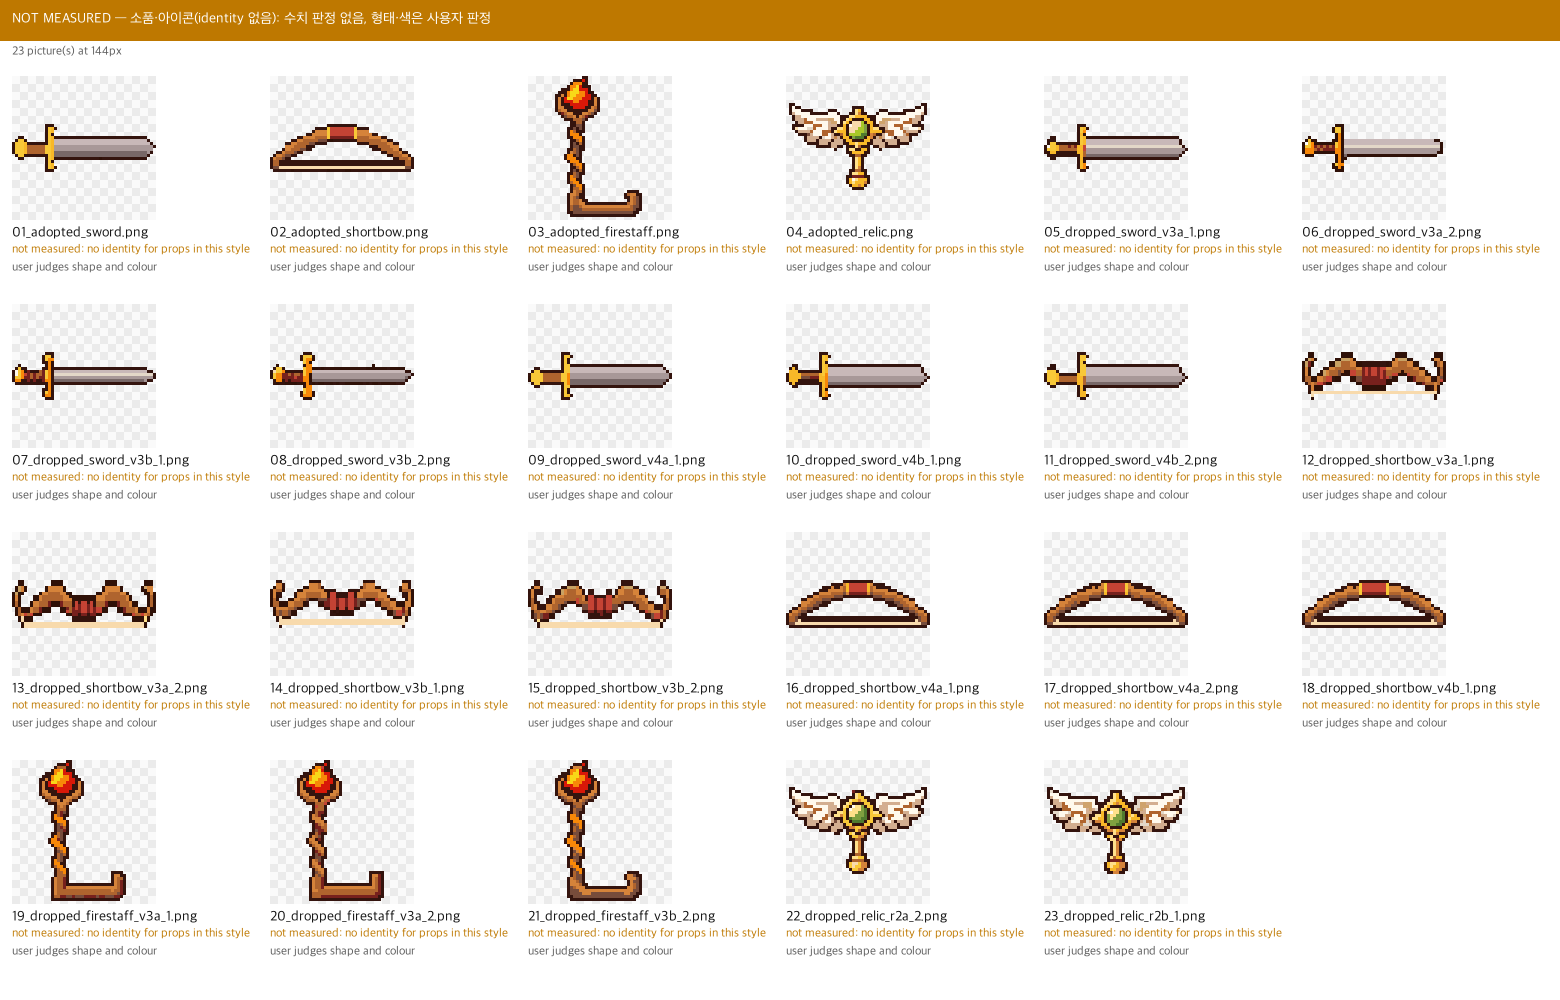 NOT MEASURED — 소품·아이콘(identity 없음): 수치 판정 없음, 형태·색은 사용자 판정
23 picture(s) at 144px
01_adopted_sword.png
not measured: no identity for props in this style
user judges shape and colour
02_adopted_shortbow.png
not measured: no identity for props in this style
user judges shape and colour
03_adopted_firestaff.png
not measured: no identity for props in this style
user judges shape and colour
04_adopted_relic.png
not measured: no identity for props in this style
user judges shape and colour
05_dropped_sword_v3a_1.png
not measured: no identity for props in this style
user judges shape and colour
06_dropped_sword_v3a_2.png
not measured: no identity for props in this style
user judges shape and colour
07_dropped_sword_v3b_1.png
not measured: no identity for props in this style
user judges shape and colour
08_dropped_sword_v3b_2.png
not measured: no identity for props in this style
user judges shape and colour
09_dropped_sword_v4a_1.png
not measured: no identity for props in this style
user judges shape and colour
10_dropped_sword_v4b_1.png
not measured: no identity for props in this style
user judges shape and colour
11_dropped_sword_v4b_2.png
not measured: no identity for props in this style
user judges shape and colour
12_dropped_shortbow_v3a_1.png
not measured: no identity for props in this style
user judges shape and colour
13_dropped_shortbow_v3a_2.png
not measured: no identity for props in this style
user judges shape and colour
14_dropped_shortbow_v3b_1.png
not measured: no identity for props in this style
user judges shape and colour
15_dropped_shortbow_v3b_2.png
not measured: no identity for props in this style
user judges shape and colour
16_dropped_shortbow_v4a_1.png
not measured: no identity for props in this style
user judges shape and colour
17_dropped_shortbow_v4a_2.png
not measured: no identity for props in this style
user judges shape and colour
18_dropped_shortbow_v4b_1.png
not measured: no identity for props in this style
user judges shape and colour
19_dropped_firestaff_v3a_1.png
not measured: no identity for props in this style
user judges shape and colour
20_dropped_firestaff_v3a_2.png
not measured: no identity for props in this style
user judges shape and colour
21_dropped_firestaff_v3b_2.png
not measured: no identity for props in this style
user judges shape and colour
22_dropped_relic_r2a_2.png
not measured: no identity for props in this style
user judges shape and colour
23_dropped_relic_r2b_1.png
not measured: no identity for props in this style
user judges shape and colour